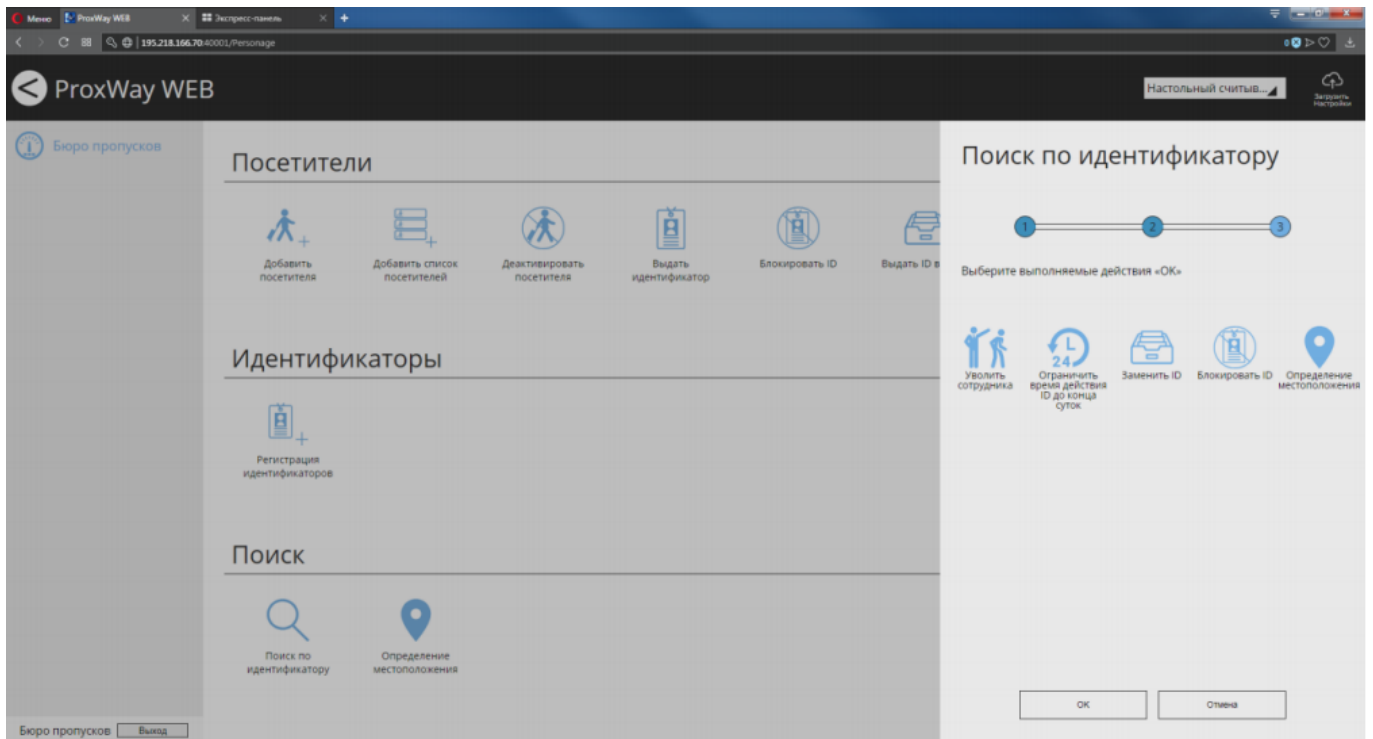 Меню ProxWay WEB Экспресс-панель
195.218.166.70:40001/Personage
0
ProxWay WEB
Настольный считыв...
Загрузить
Настройки
Бюро пропусков
Посетители
Добавить
посетителя
Добавить список
посетителей
Деактивировать
посетителя
Выдать
идентификатор
Блокировать ID
Выдать ID в
Идентификаторы
Регистрация
идентификаторов
Поиск
Поиск по
идентификатору
Определение
местоположения
Бюро пропусков Выход
Поиск по идентификатору
1 2 3
Выберите выполняемые действия «ОК»
Уволить
сотрудника
24
Ограничить
время действия
ID до конца
суток
Заменить ID
Блокировать ID
Определение
местоположения
ОК Отмена